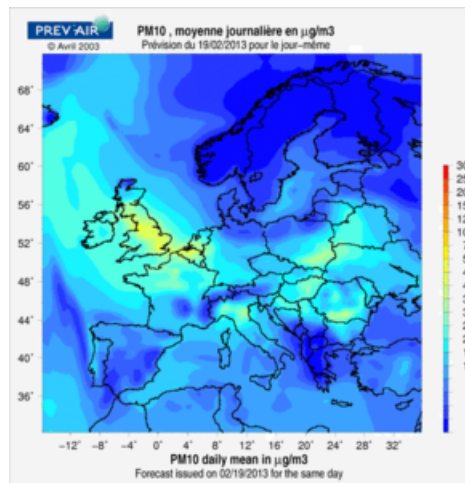 PREV'AIR
© Avril 2003
PM10 , moyenne journalière en µg/m3
Prévision du 19/02/2013 pour le jour-même
68°
64°
60°
56°
52°
48°
44°
40°
36°
−12° −8° −4° 0° 4° 8° 12° 16° 20° 24° 28° 32°
PM10 daily mean in µg/m3
Forecast issued on 02/19/2013 for the same day